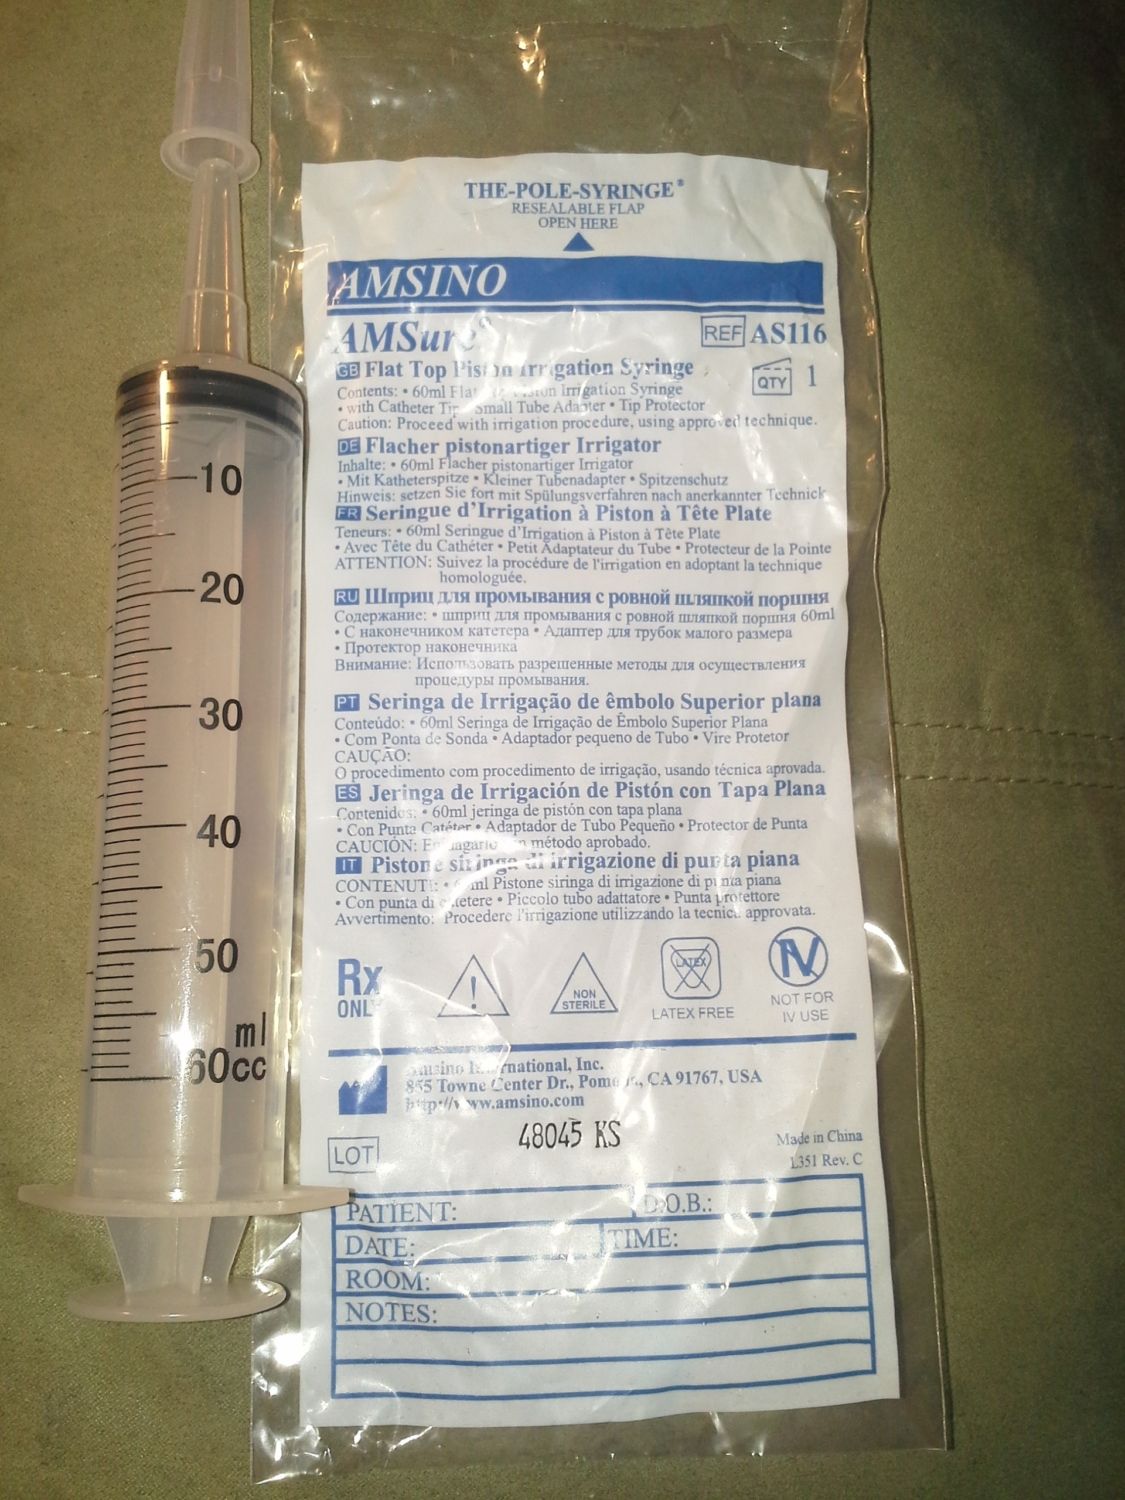 THE-POLE-SYRINGE®
RESEALABLE FLAP
OPEN HERE
AMSINO
AMSure®
REF AS116
GB Flat Top Piston Irrigation Syringe
QTY 1
Contents: • 60ml Flat Irrigation Syringe
• with Catheter Tip Small Tube Adapter • Tip Protector
Caution: Proceed with irrigation procedure, using approved technique.
DE Flacher pistonartiger Irrigator
Inhalte: • 60ml Flacher pistonartiger Irrigator
• Mit Katheterspitze • Kleiner Tubenadapter • Spitzenschutz
Hinweis: setzen Sie fort mit Spülungsverfahren nach anerkannter Technick
FR Seringue d'Irrigation à Piston à Tête Plate
Teneurs: • 60ml Seringue d'Irrigation à Piston à Tête Plate
• Avec Tête du Cathéter • Petit Adaptateur du Tube • Protecteur de la Pointe
ATTENTION: Suivez la procédure de l'irrigation en adoptant la technique
homologuée.
RU Шприц для промывания с ровной шляпкой поршня
Содержание: • шприц для промывания с ровной шляпкой поршня 60ml
• С наконечником катетера • Адаптер для трубок малого размера
• Протектор наконечника
Внимание: Использовать разрешенные методы для осуществления
процедуры промывания.
PT Seringa de Irrigação de êmbolo Superior plana
Conteúdo: • 60ml Seringa de Irrigação de Êmbolo Superior Plana
• Com Ponta de Sonda • Adaptador pequeno de Tubo • Vire Protetor
CAUÇÃO:
O procedimento com procedimento de irrigação, usando técnica aprovada.
ES Jeringa de Irrigación de Pistón con Tapa Plana
Contenidos: • 60ml jeringa de pistón con tapa plana
• Con Punta Catéter • Adaptador de Tubo Pequeño • Protector de Punta
CAUCIÓN: método aprobado.
IT Pistone siringa di irrigazione di punta piana
CONTENUTI: • ml Pistone siringa di irrigazione di punta piana
• Con punta di • Piccolo tubo adattatore • Punta protettore
Avvertimento: Procedere l'irrigazione utilizzando la tecnica approvata.
Rx
ONLY
!
NON
STERILE
LATEX
LATEX FREE
IV
NOT FOR
IV USE
Amsino International, Inc.
855 Towne Center Dr., Pomona, CA 91767, USA
http://www.amsino.com
48045 KS
LOT
Made in China
L351 Rev. C
PATIENT: D.O.B.:
DATE: TIME:
ROOM:
NOTES:
10
20
30
40
50
ml
60cc